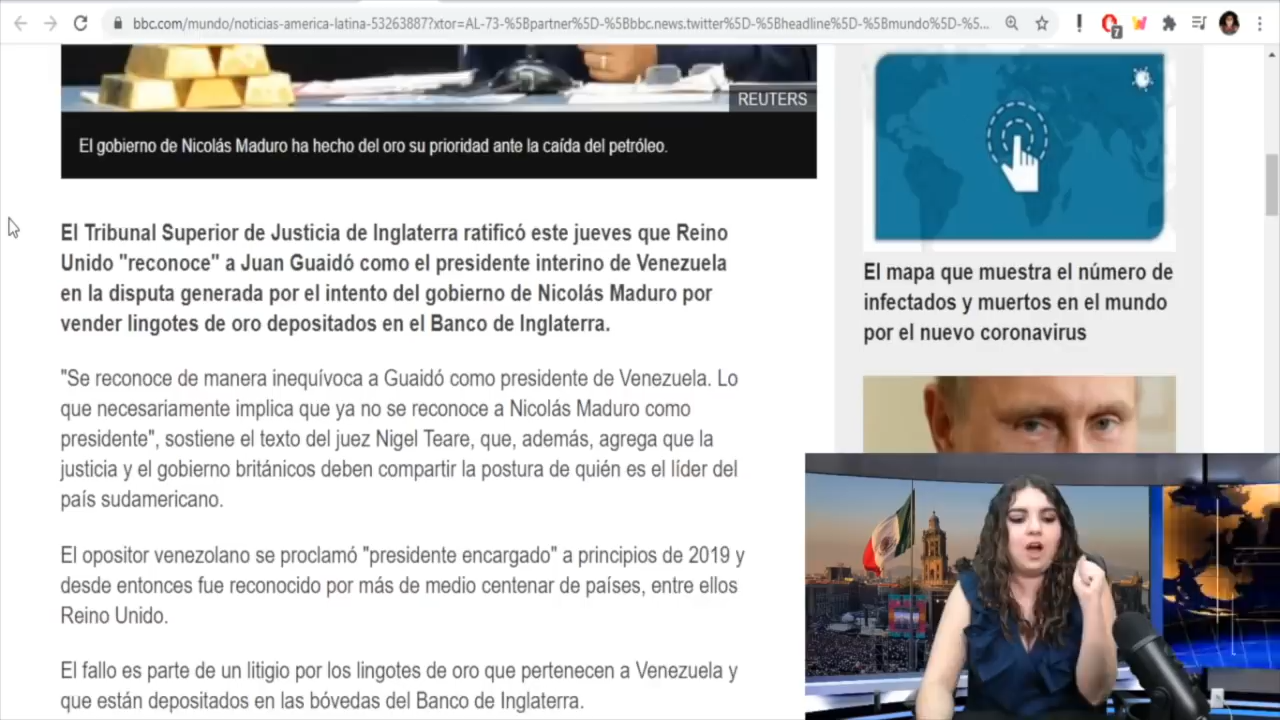 bbc.com/mundo/noticias-america-latina-53263887?xtor=AL-73-%5Bpartner%5D-%5Bbbc.news.twitter%5D-%5Bheadline%5D-%5Bmundo%5D-%5...
7
REUTERS
El gobierno de Nicolás Maduro ha hecho del oro su prioridad ante la caída del petróleo.
El Tribunal Superior de Justicia de Inglaterra ratificó este jueves que Reino
Unido "reconoce" a Juan Guaidó como el presidente interino de Venezuela
en la disputa generada por el intento del gobierno de Nicolás Maduro por
vender lingotes de oro depositados en el Banco de Inglaterra.
"Se reconoce de manera inequívoca a Guaidó como presidente de Venezuela. Lo
que necesariamente implica que ya no se reconoce a Nicolás Maduro como
presidente", sostiene el texto del juez Nigel Teare, que, además, agrega que la
justicia y el gobierno británicos deben compartir la postura de quién es el líder del
país sudamericano.
El opositor venezolano se proclamó "presidente encargado" a principios de 2019 y
desde entonces fue reconocido por más de medio centenar de países, entre ellos
Reino Unido.
El fallo es parte de un litigio por los lingotes de oro que pertenecen a Venezuela y
que están depositados en las bóvedas del Banco de Inglaterra.
El mapa que muestra el número de
infectados y muertos en el mundo
por el nuevo coronavirus